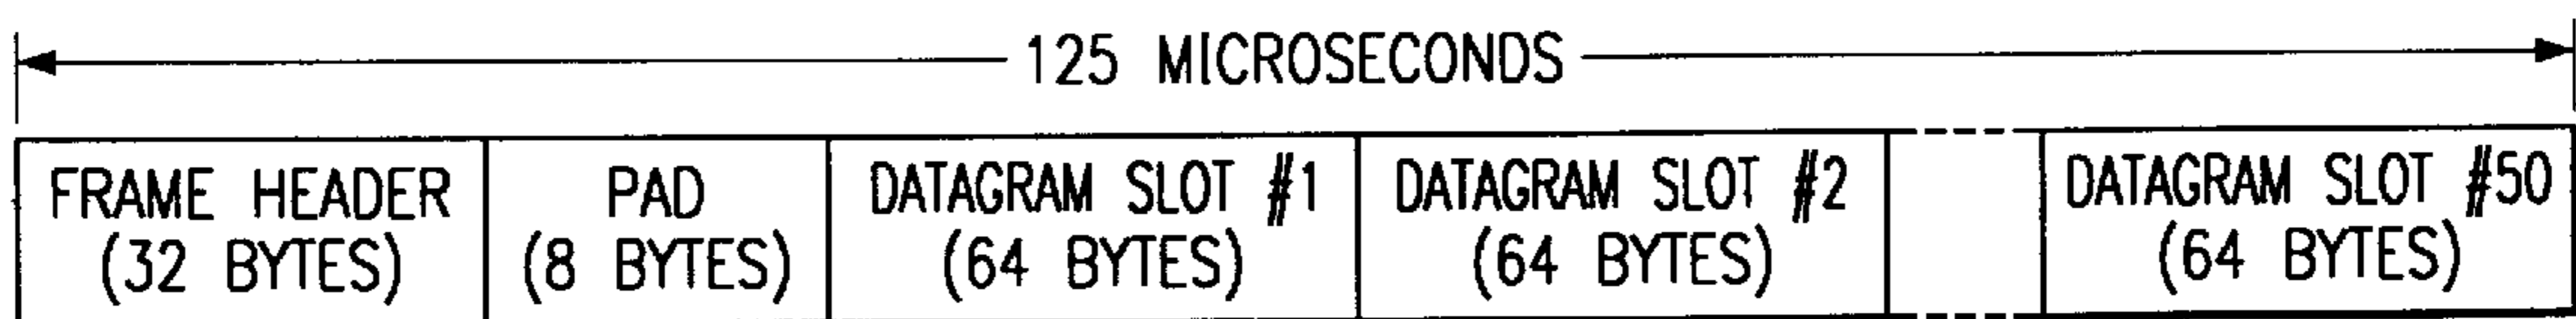 125 MICROSECONDS
FRAME HEADER
(32 BYTES)
PAD
(8 BYTES)
DATAGRAM SLOT #1
(64 BYTES)
DATAGRAM SLOT #2
(64 BYTES)
DATAGRAM SLOT #50
(64 BYTES)